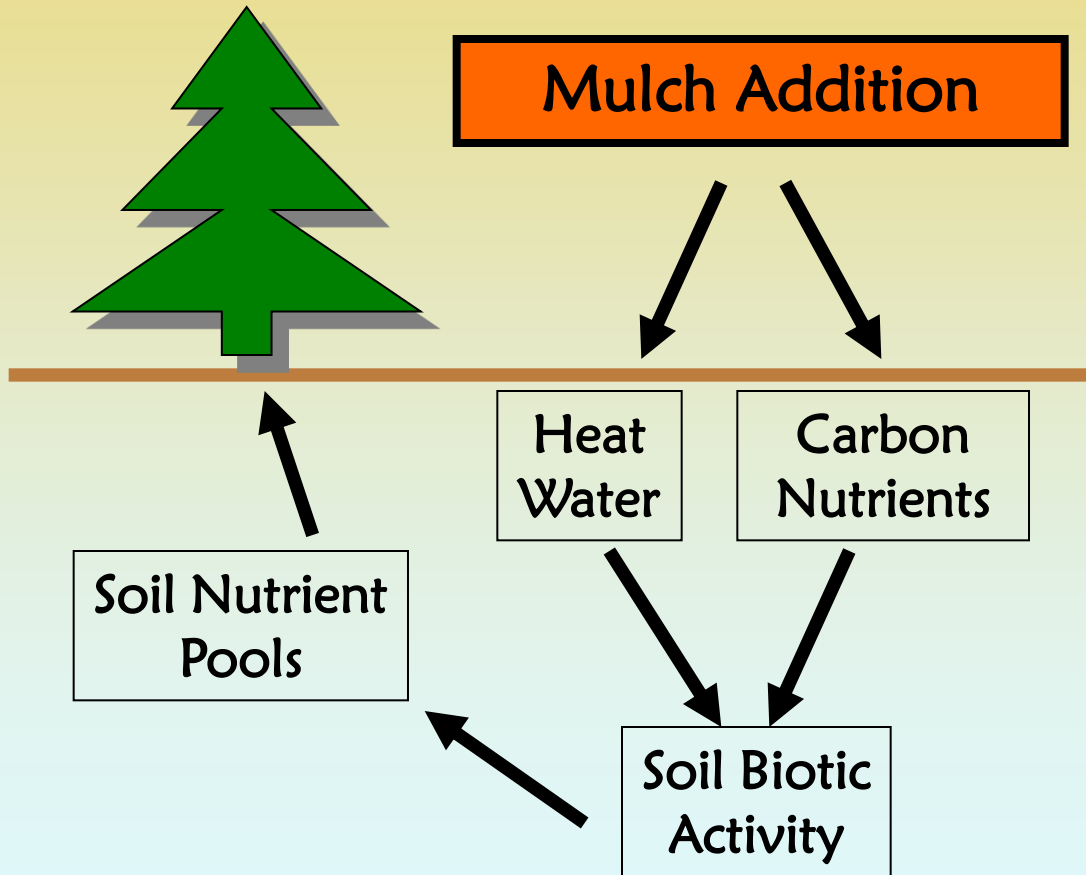 Mulch Addition
Heat
Water
Carbon
Nutrients
Soil Nutrient
Pools
Soil Biotic
Activity